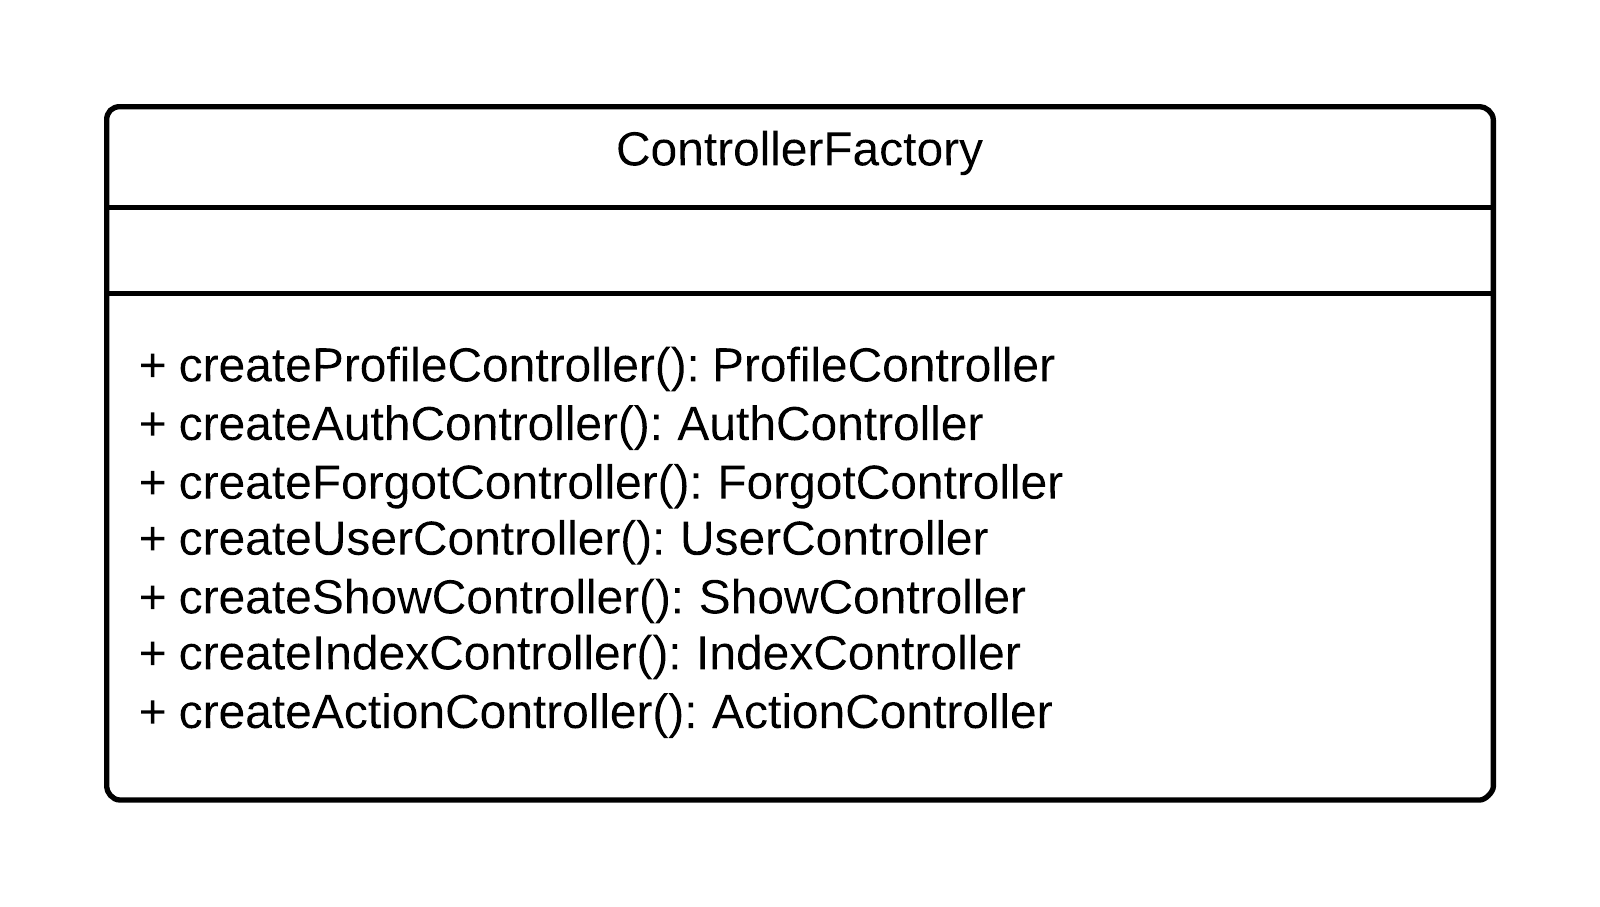 ControllerFactory
+ createProfileController(): ProfileController
+ createAuthController(): AuthController
+ createForgotController(): ForgotController
+ createUserController(): UserController
+ createShowController(): ShowController
+ createIndexController(): IndexController
+ createActionController(): ActionController